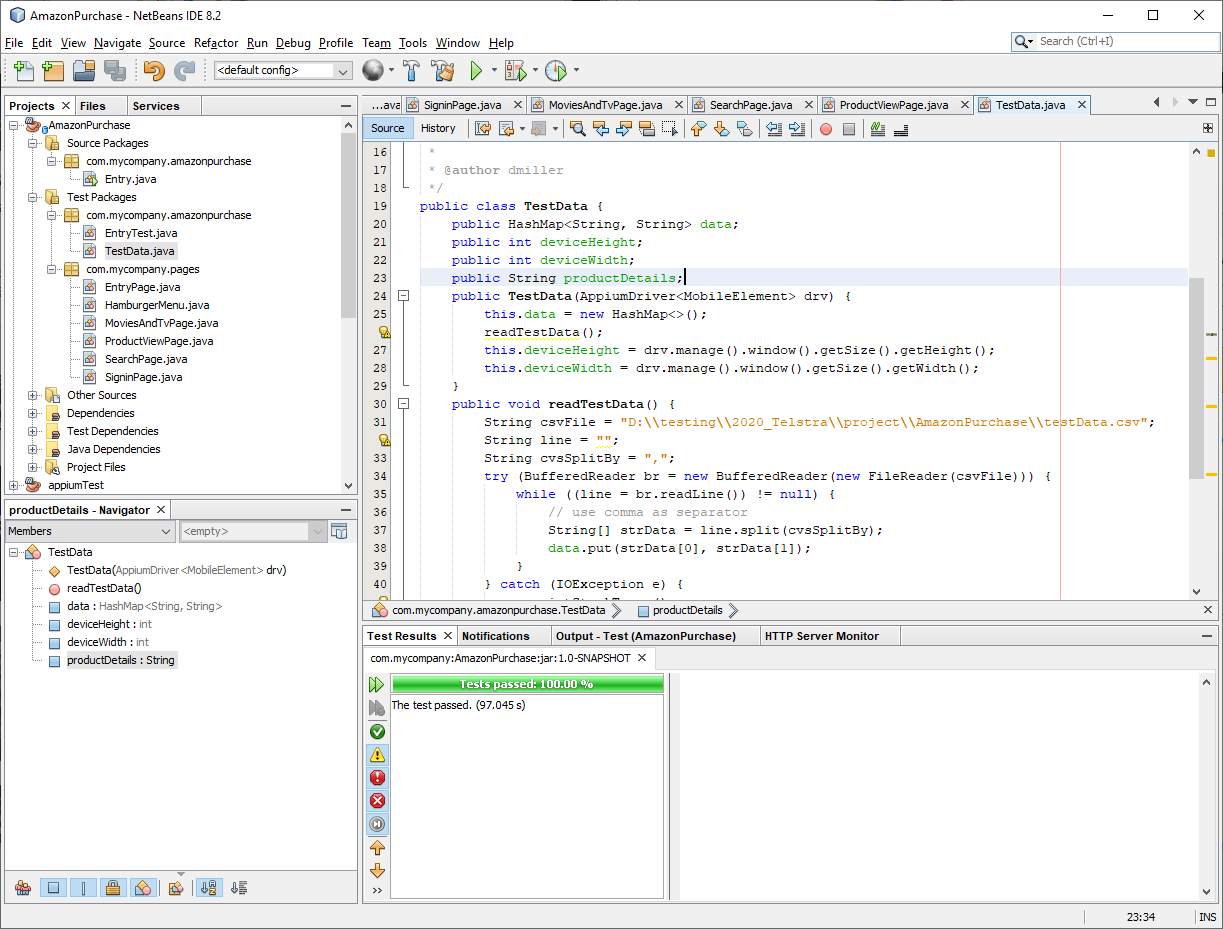 AmazonPurchase - NetBeans IDE 8.2
File Edit View Navigate Source Refactor Run Debug Profile Team Tools Window Help
Search (Ctrl+I)
<default config>
Projects Files Services
AmazonPurchase
Source Packages
com.mycompany.amazonpurchase
Entry.java
Test Packages
com.mycompany.amazonpurchase
EntryTest.java
TestData.java
com.mycompany.pages
EntryPage.java
HamburgerMenu.java
MoviesAndTvPage.java
ProductViewPage.java
SearchPage.java
SigninPage.java
Other Sources
Dependencies
Test Dependencies
Java Dependencies
Project Files
appiumTest
productDetails - Navigator
Members
<empty>
TestData
TestData(AppiumDriver<MobileElement> drv)
readTestData()
data : HashMap<String, String>
deviceHeight : int
deviceWidth : int
productDetails : String
...ava SigninPage.java MoviesAndTvPage.java SearchPage.java ProductViewPage.java TestData.java
Source History
16 *
17 * @author dmiller
18 */
19 public class TestData {
20 public HashMap<String, String> data;
21 public int deviceHeight;
22 public int deviceWidth;
23 public String productDetails;
24 public TestData(AppiumDriver<MobileElement> drv) {
25 this.data = new HashMap<>();
readTestData();
27 this.deviceHeight = drv.manage().window().getSize().getHeight();
28 this.deviceWidth = drv.manage().window().getSize().getWidth();
29 }
30 public void readTestData() {
31 String csvFile = "D:\\testing\\2020_Telstra\\project\\AmazonPurchase\\testData.csv";
String line = "";
33 String cvsSplitBy = ",";
34 try (BufferedReader br = new BufferedReader(new FileReader(csvFile))) {
35 while ((line = br.readLine()) != null) {
36 // use comma as separator
37 String[] strData = line.split(cvsSplitBy);
38 data.put(strData[0], strData[1]);
39 }
40 } catch (IOException e) {
com.mycompany.amazonpurchase.TestData productDetails
Test Results Notifications Output - Test (AmazonPurchase) HTTP Server Monitor
com.mycompany:AmazonPurchase:jar:1.0-SNAPSHOT
Tests passed: 100.00 %
The test passed. (97.045 s)
23:34 INS